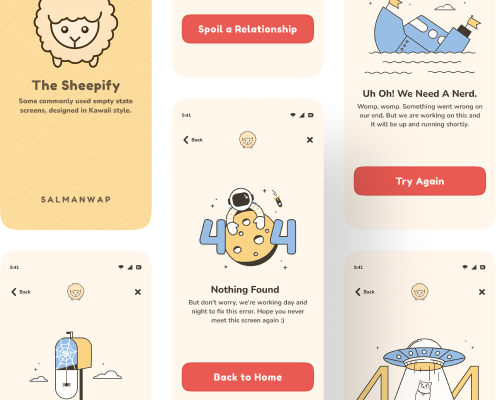 The Sheepify
Some commonly used empty state
screens, designed in Kawaii style.
SALMANWAP
9:41
Back
Spoil a Relationship
9:41
Back
404
Nothing Found
But don't worry, we're working day and
night to fix this error. Hope you never
meet this screen again :)
Back to Home
Uh Oh! We Need A Nerd.
Womp, womp. Something went wrong on
our end. But we are working on this and
it will be up and running shortly.
Try Again
9:41
Back